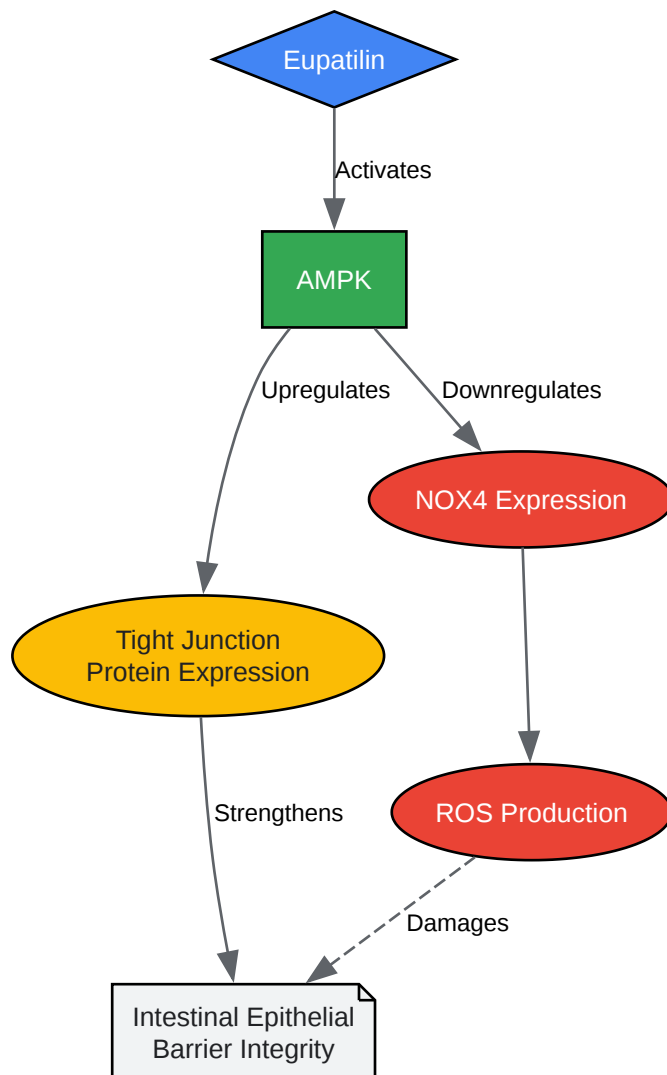 Eupatilin
Activates
AMPK
Upregulates
Downregulates
NOX4 Expression
Tight Junction
Protein Expression
Strengthens
ROS Production
Damages
Intestinal Epithelial
Barrier Integrity